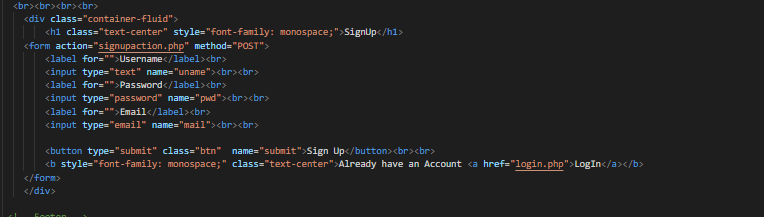 <br><br><br><br>
<div class="container-fluid">
<h1 class="text-center" style="font-family: monospace;">SignUp</h1>
<form action="signupaction.php" method="POST">
<label for="">Username</label><br>
<input type="text" name="uname"><br><br>
<label for="">Password</label><br>
<input type="password" name="pwd"><br><br>
<label for="">Email</label><br>
<input type="email" name="mail"><br><br>
<button type="submit" class="btn"  name="submit">Sign Up</button><br><br>
<b style="font-family: monospace;" class="text-center">Already have an Account <a href="login.php">LogIn</a></b>
</form>
</div>
<!-- Footer -->